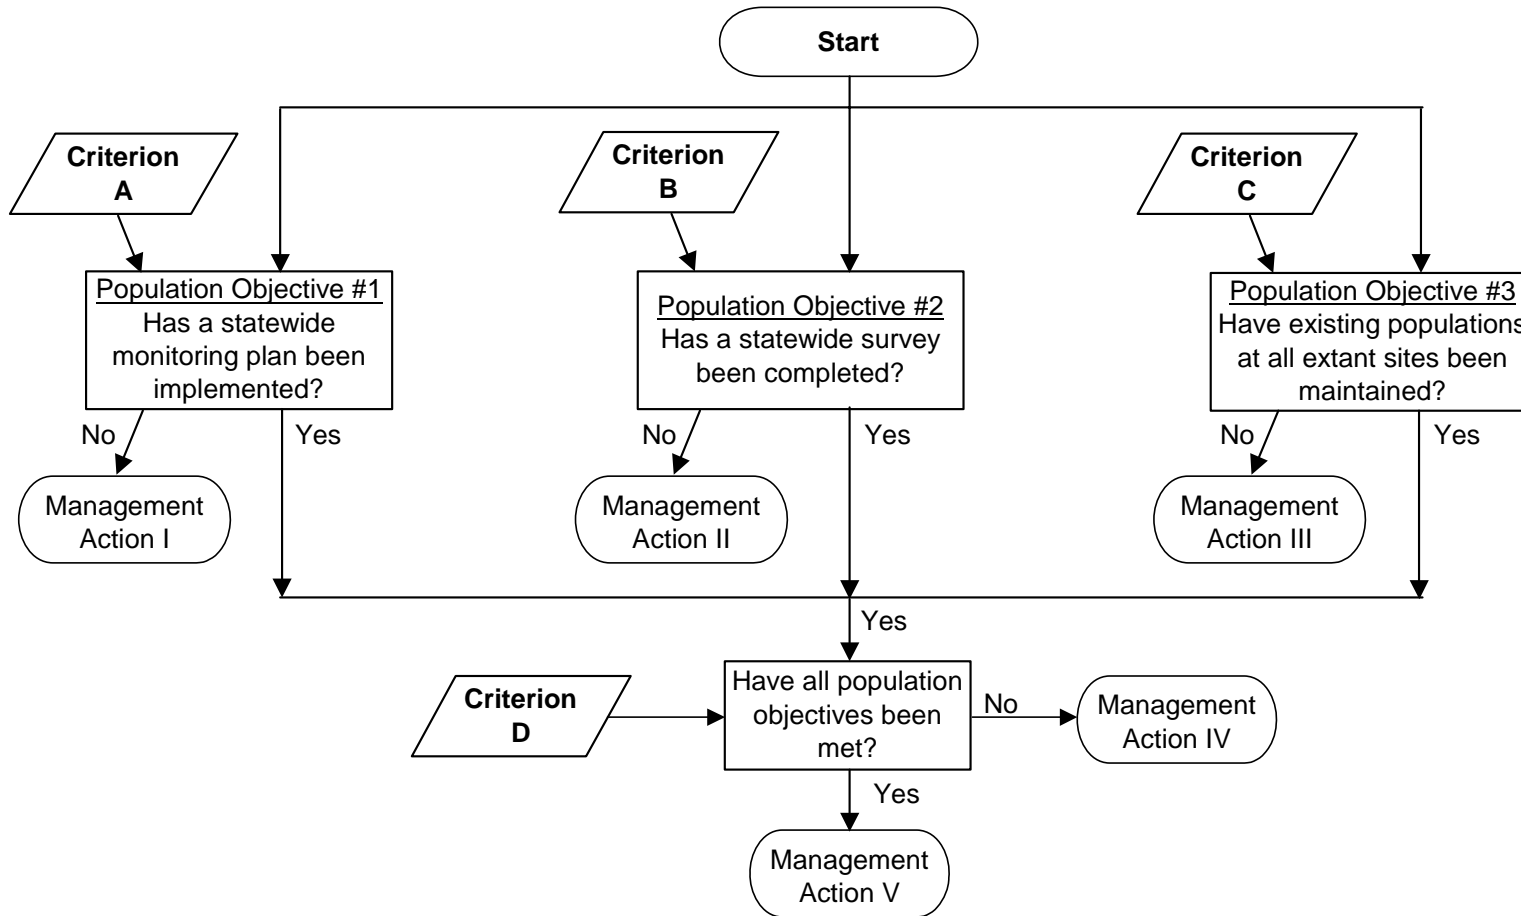 Start
Criterion
A
Criterion
B
Criterion
C
Population Objective #1
Has a statewide
monitoring plan been
implemented?
Population Objective #2
Has a statewide survey
been completed?
Population Objective #3
Have existing populations
at all extant sites been
maintained?
No
Yes
No
Yes
No
Yes
Management
Action I
Management
Action II
Management
Action III
Yes
Criterion
D
Have all population
objectives been
met?
No
Management
Action IV
Yes
Management
Action V